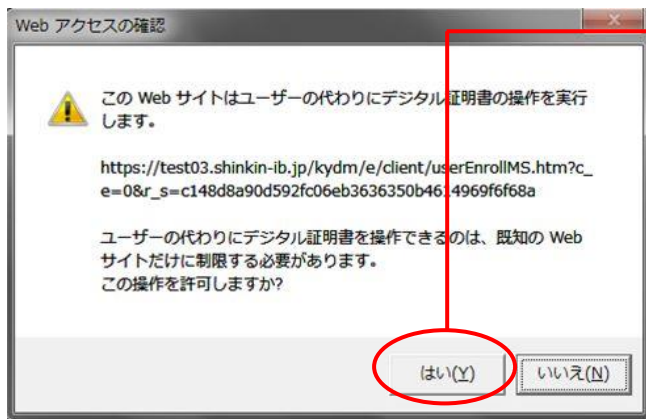 Web アクセスの確認
この Web サイトはユーザーの代わりにデジタル証明書の操作を実行
します。
https://test03.shinkin-ib.jp/kydm/e/client/userEnrollMS.htm?c_
e=0&r_s=c148d8a90d592fc06eb3636350b4614969f6f68a
ユーザーの代わりにデジタル証明書を操作できるのは、既知の Web
サイトだけに制限する必要があります。
この操作を許可しますか?
はい(Y)
いいえ(N)